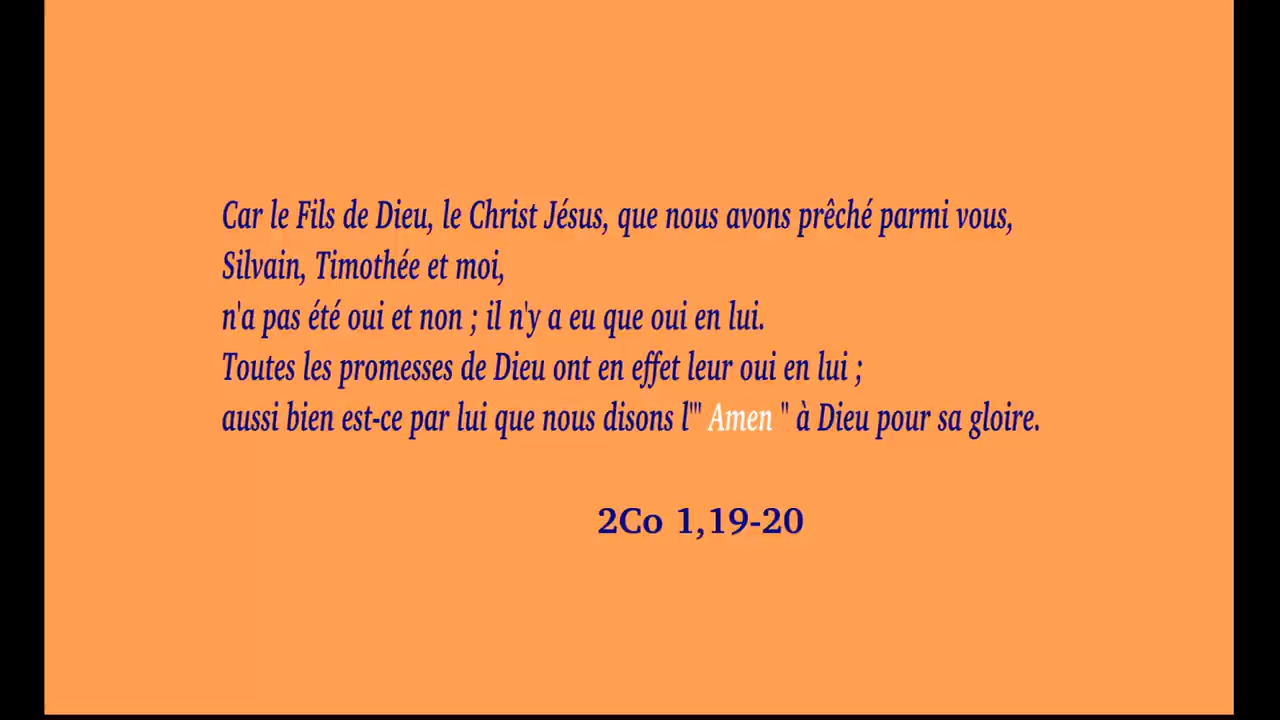 Car le Fils de Dieu, le Christ Jésus, que nous avons prêché parmi vous,
Silvain, Timothée et moi,
n'a pas été oui et non ; il n'y a eu que oui en lui.
Toutes les promesses de Dieu ont en effet leur oui en lui ;
aussi bien est-ce par lui que nous disons l'" Amen " à Dieu pour sa gloire.
2Co 1,19-20